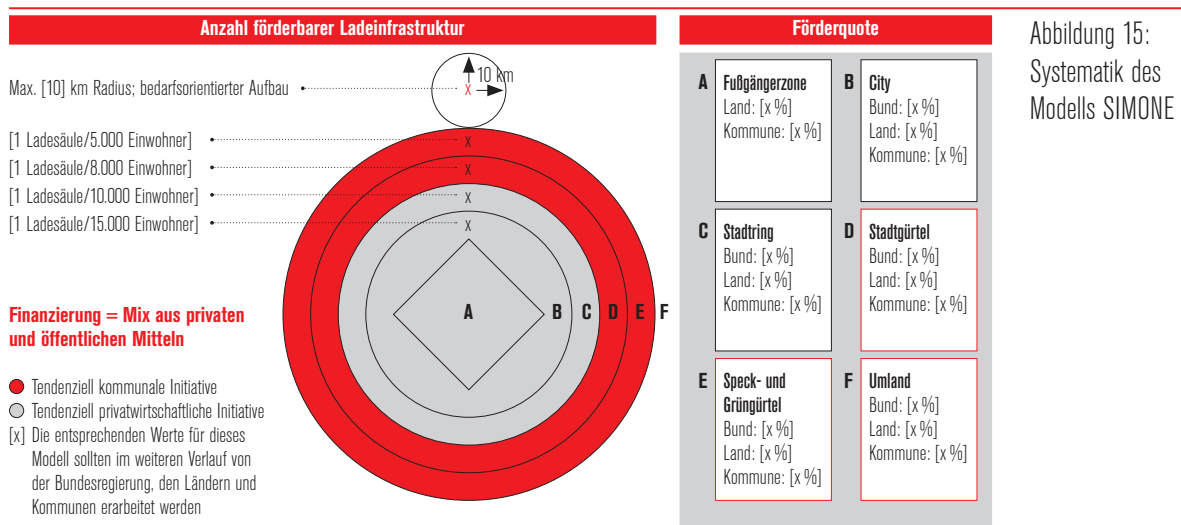 Anzahl förderbarer Ladeinfrastruktur
Max. [10] km Radius; bedarfsorientierter Aufbau
10 km
X
[1 Ladesäule/5.000 Einwohner]
X
[1 Ladesäule/8.000 Einwohner]
X
[1 Ladesäule/10.000 Einwohner]
X
[1 Ladesäule/15.000 Einwohner]
X
A B C D E F
Finanzierung = Mix aus privaten
und öffentlichen Mitteln
Tendenziell kommunale Initiative
Tendenziell privatwirtschaftliche Initiative
[x] Die entsprechenden Werte für dieses
Modell sollten im weiteren Verlauf von
der Bundesregierung, den Ländern und
Kommunen erarbeitet werden
Förderquote
A Fußgängerzone
Land: [x %]
Kommune: [x %]
B City
Bund: [x %]
Land: [x %]
Kommune: [x %]
C Stadtring
Bund: [x %]
Land: [x %]
Kommune: [x %]
D Stadtgürtel
Bund: [x %]
Land: [x %]
Kommune: [x %]
E Speck- und
Grüngürtel
Bund: [x %]
Land: [x %]
Kommune: [x %]
F Umland
Bund: [x %]
Land: [x %]
Kommune: [x %]
Abbildung 15:
Systematik des
Modells SIMONE